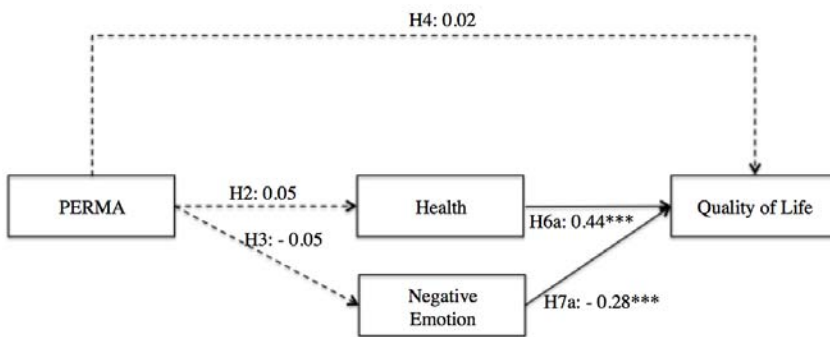 H4: 0.02
PERMA
H2: 0.05
Health
H6a: 0.44***
Quality of Life
H3: - 0.05
Negative
Emotion
H7a: - 0.28***